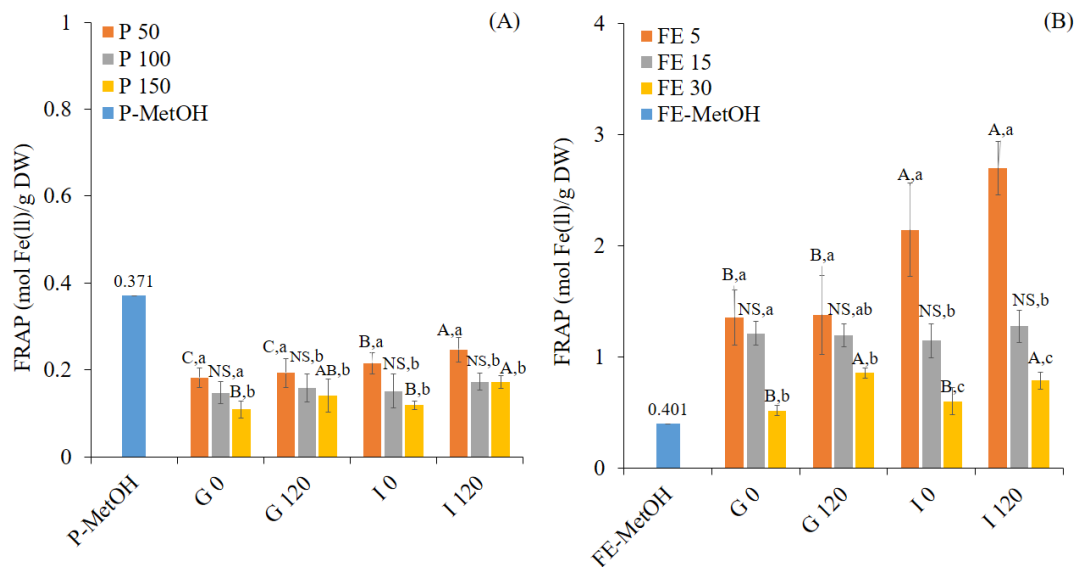 (A)
P 50
P 100
P 150
P-MetOH
FRAP (mol Fe(ll)/g DW)
1
0.8
0.6
0.4
0.2
0
0.371
C,a
NS,a
B,b
C,a
NS,b
AB,b
B,a
NS,b
B,b
A,a
NS,b
A,b
P-MetOH
G 0
G 120
I 0
I 120
(B)
FE 5
FE 15
FE 30
FE-MetOH
FRAP (mol Fe(ll)/g DW)
4
3
2
1
0
0.401
B,a
NS,a
B,b
B,a
NS,ab
A,b
A,a
NS,b
B,c
A,a
NS,b
A,c
FE-MetOH
G 0
G 120
I 0
I 120